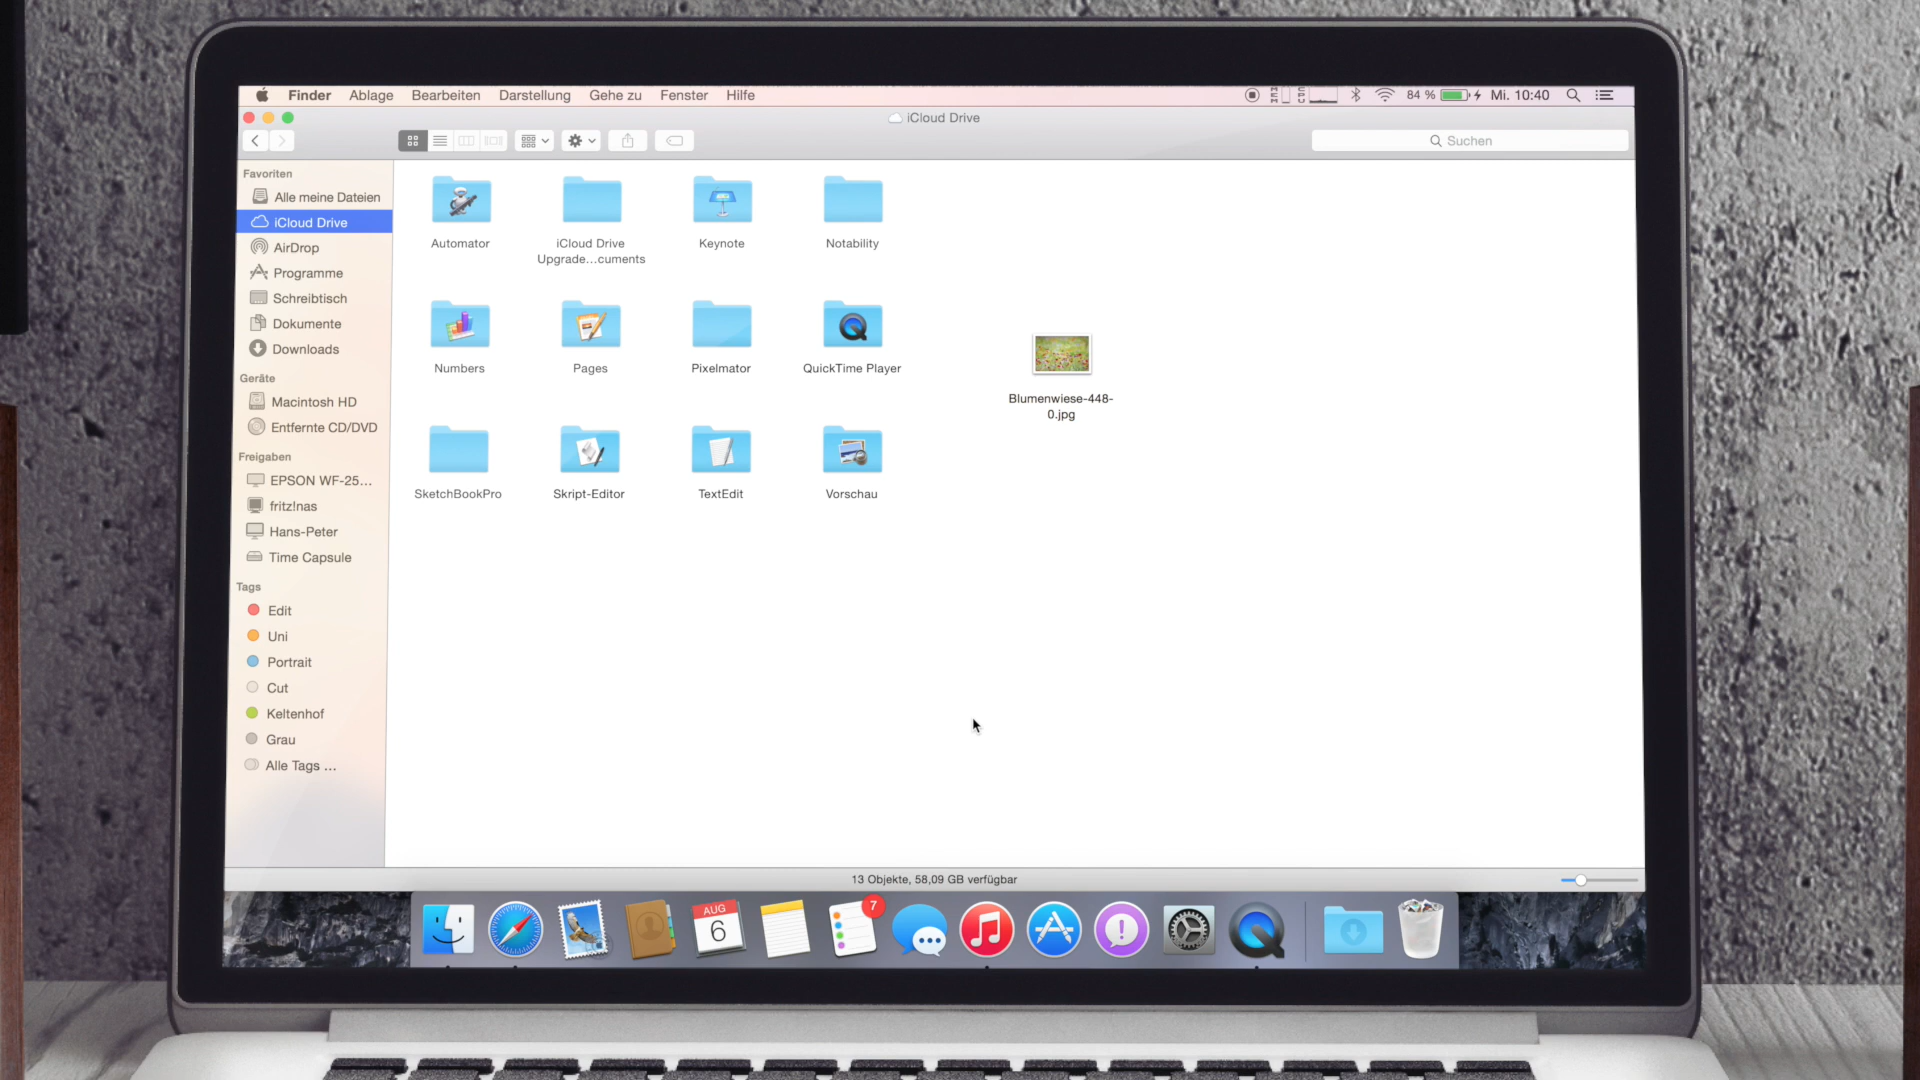 Finder Ablage Bearbeiten Darstellung Gehe zu Fenster Hilfe
84 % Mi. 10:40
iCloud Drive
Suchen
Favoriten
Alle meine Dateien
iCloud Drive
AirDrop
Programme
Schreibtisch
Dokumente
Downloads
Geräte
Macintosh HD
Entfernte CD/DVD
Freigaben
EPSON WF-25...
fritz!nas
Hans-Peter
Time Capsule
Tags
Edit
Uni
Portrait
Cut
Keltenhof
Grau
Alle Tags ...
Automator
iCloud Drive
Upgrade...cuments
Keynote
Notability
Numbers
Pages
Pixelmator
QuickTime Player
Blumenwiese-448-
0.jpg
SketchBookPro
Skript-Editor
TextEdit
Vorschau
13 Objekte, 58,09 GB verfügbar
AUG
6
7